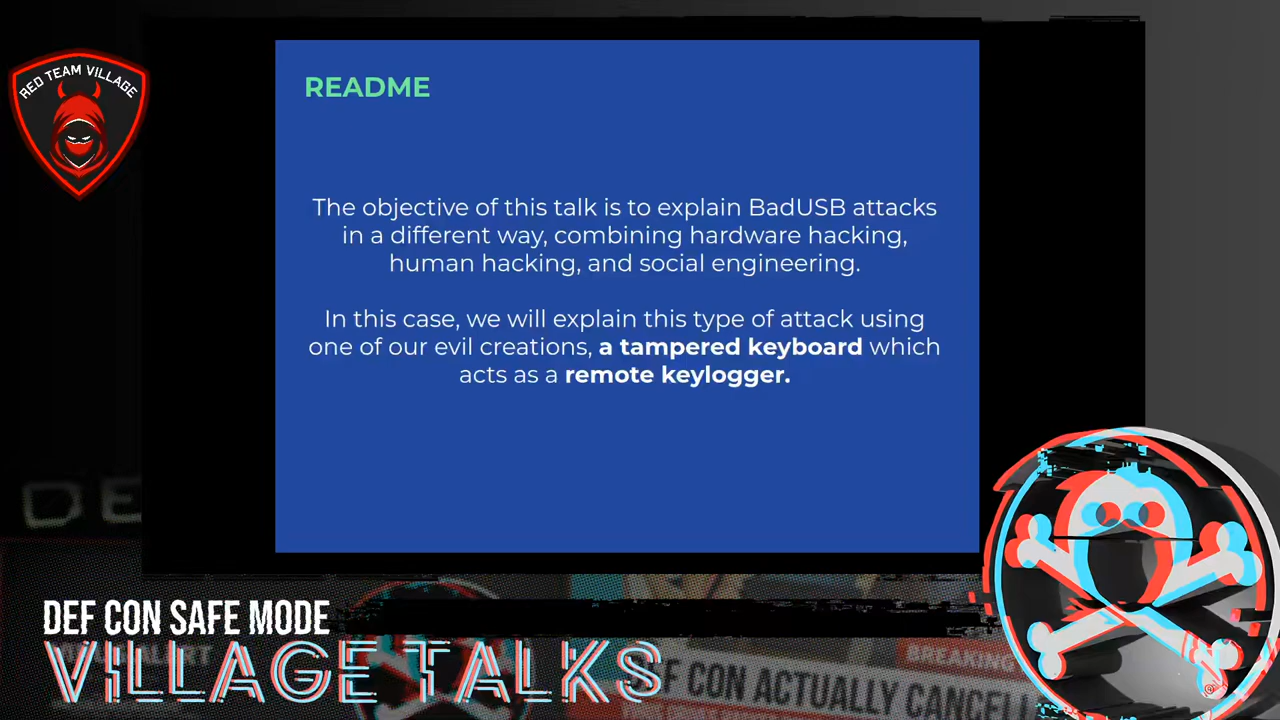 RED TEAM VILLAGE
README
The objective of this talk is to explain BadUSB attacks
in a different way, combining hardware hacking,
human hacking, and social engineering.
In this case, we will explain this type of attack using
one of our evil creations, a tampered keyboard which
acts as a remote keylogger.
DEF CON SAFE MODE
VILLAGE TALKS
BREAKING
DEF CON ACTUALLY